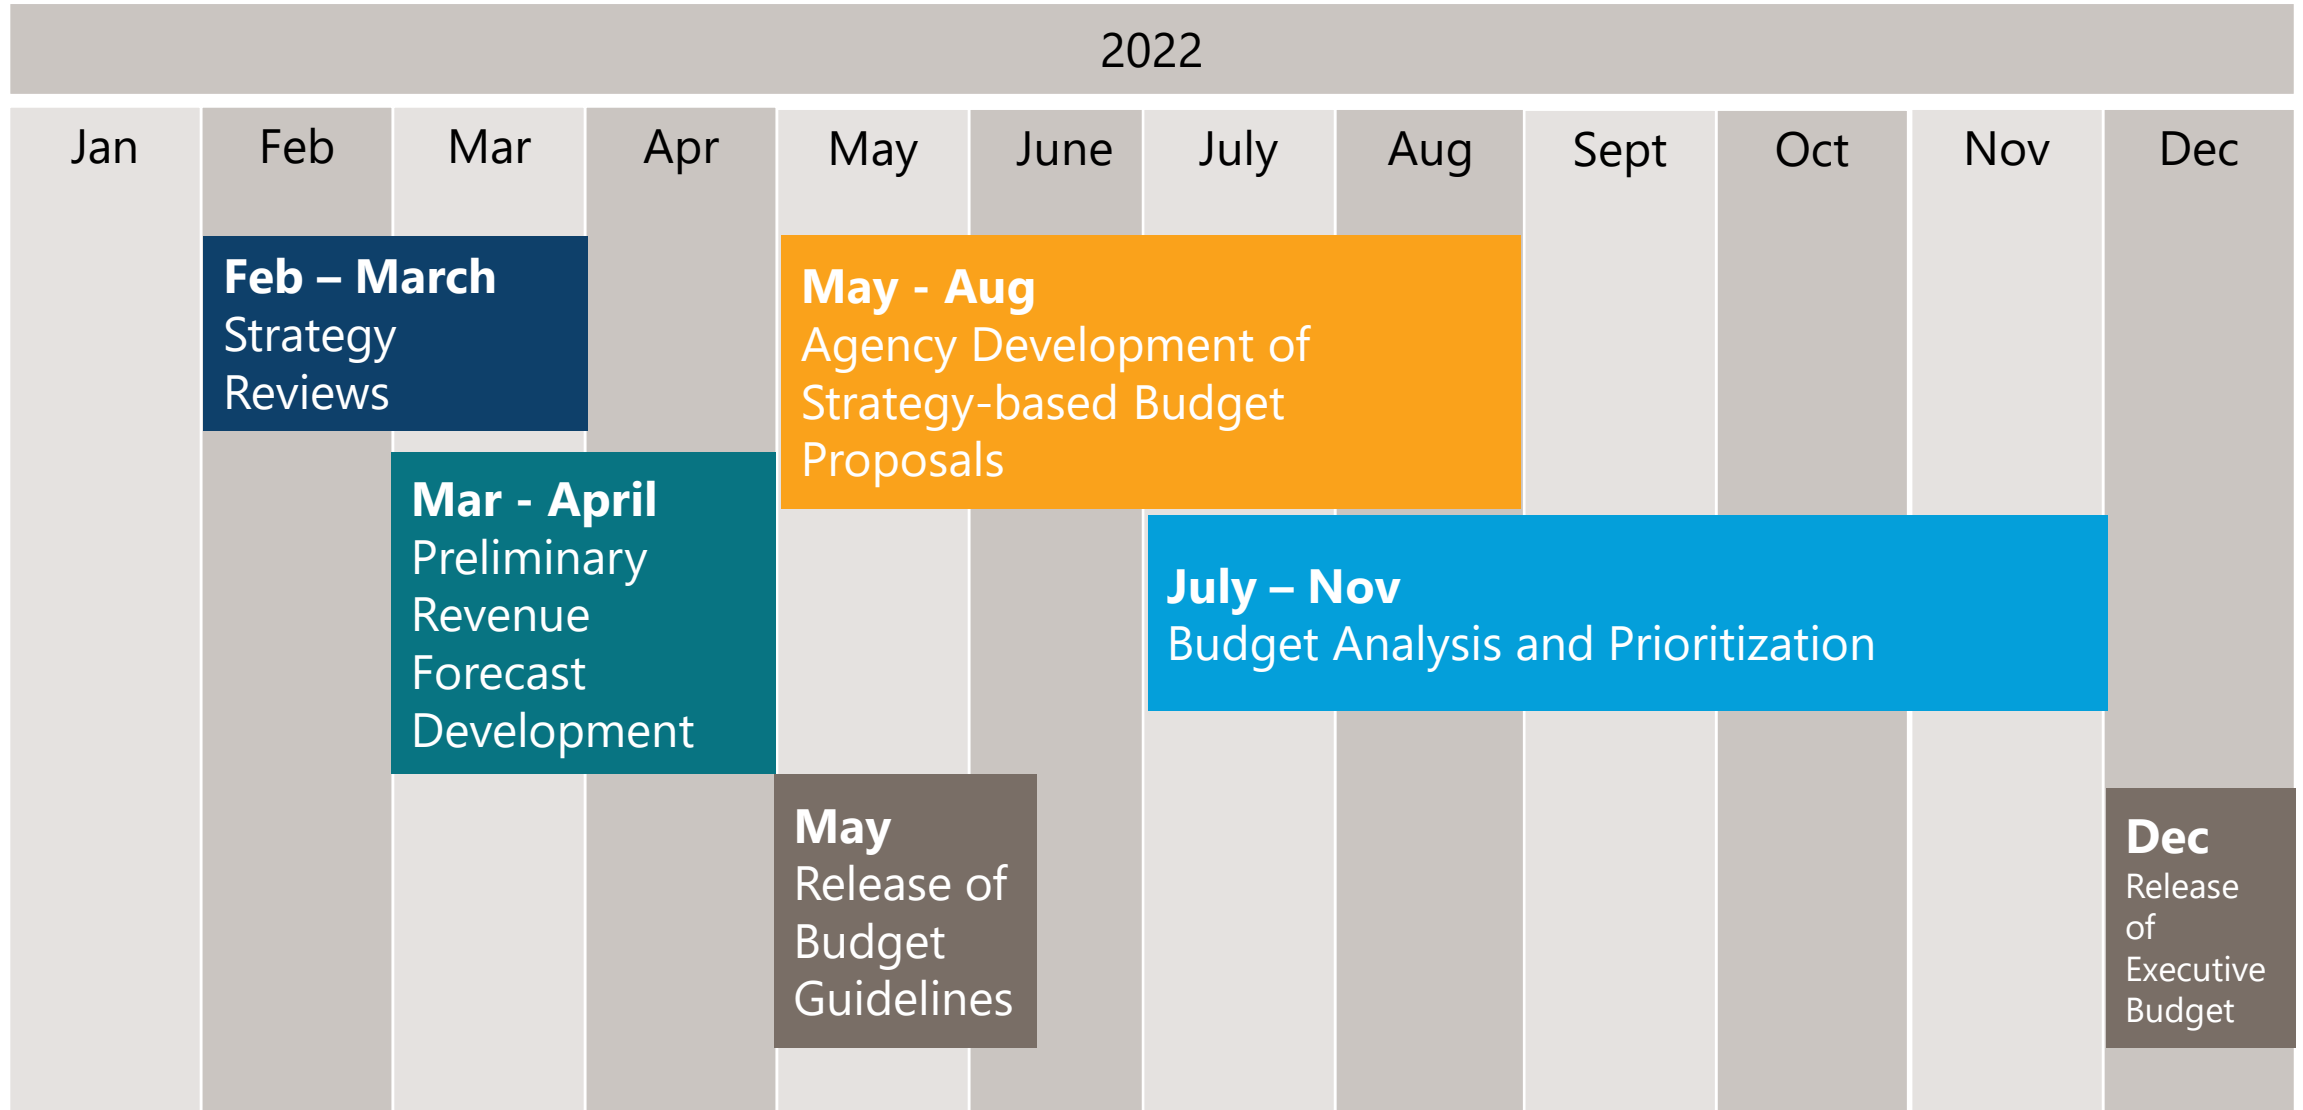 2022
Jan Feb Mar Apr May June July Aug Sept Oct Nov Dec
Feb – March
Strategy
Reviews
May - Aug
Agency Development of
Strategy-based Budget
Proposals
Mar - April
Preliminary
Revenue
Forecast
Development
July – Nov
Budget Analysis and Prioritization
May
Release of
Budget
Guidelines
Dec
Release
of
Executive
Budget